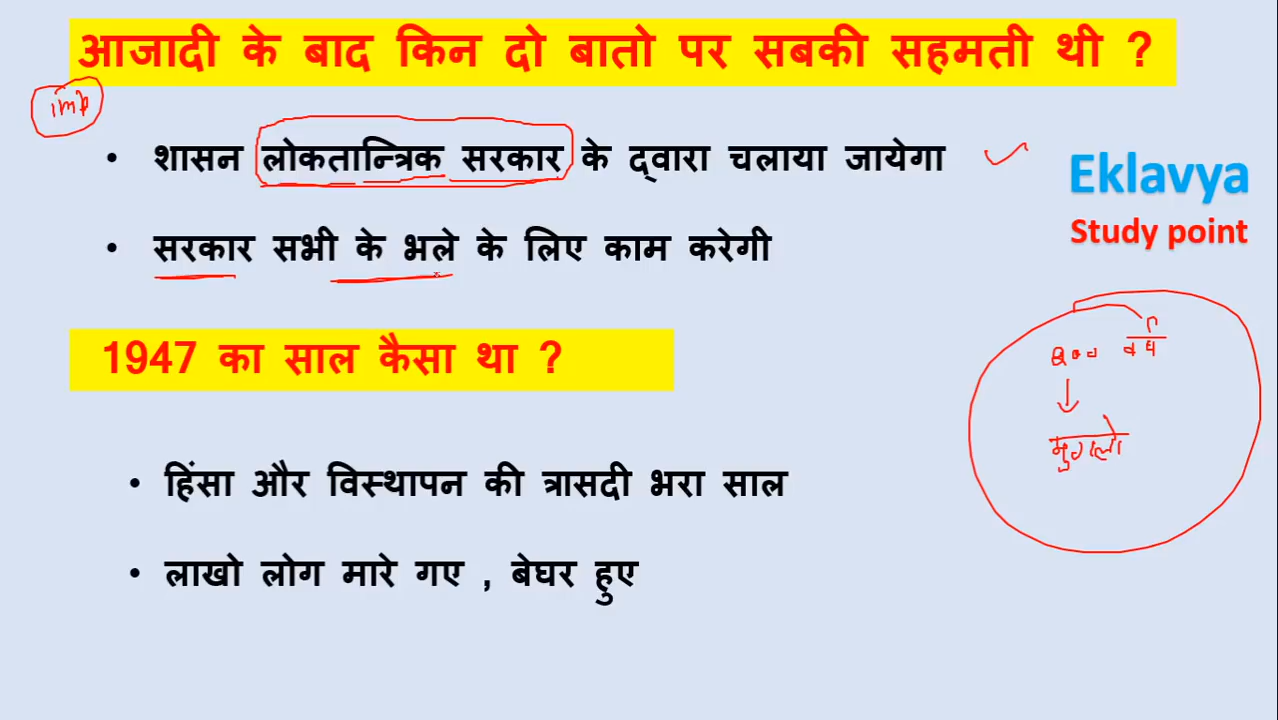 आजादी के बाद किन दो बातो पर सबकी सहमती थी ?
imp
• शासन लोकतान्त्रिक सरकार के द्वारा चलाया जायेगा
Eklavya
Study point
• सरकार सभी के भले के लिए काम करेगी
1947 का साल कैसा था ?
• हिंसा और विस्थापन की त्रासदी भरा साल
• लाखो लोग मारे गए , बेघर हुए